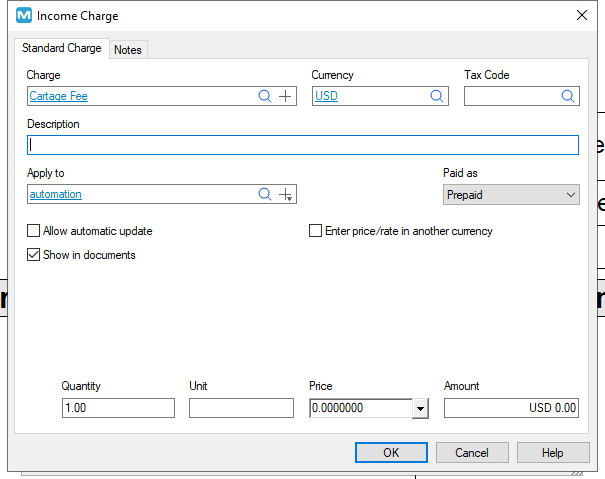 M Income Charge
Standard Charge Notes
Charge Currency Tax Code
Cartage Fee USD
Description
Apply to Paid as
automation Prepaid
Allow automatic update Enter price/rate in another currency
Show in documents
Quantity Unit Price Amount
1.00 0.0000000 USD 0.00
OK Cancel Help